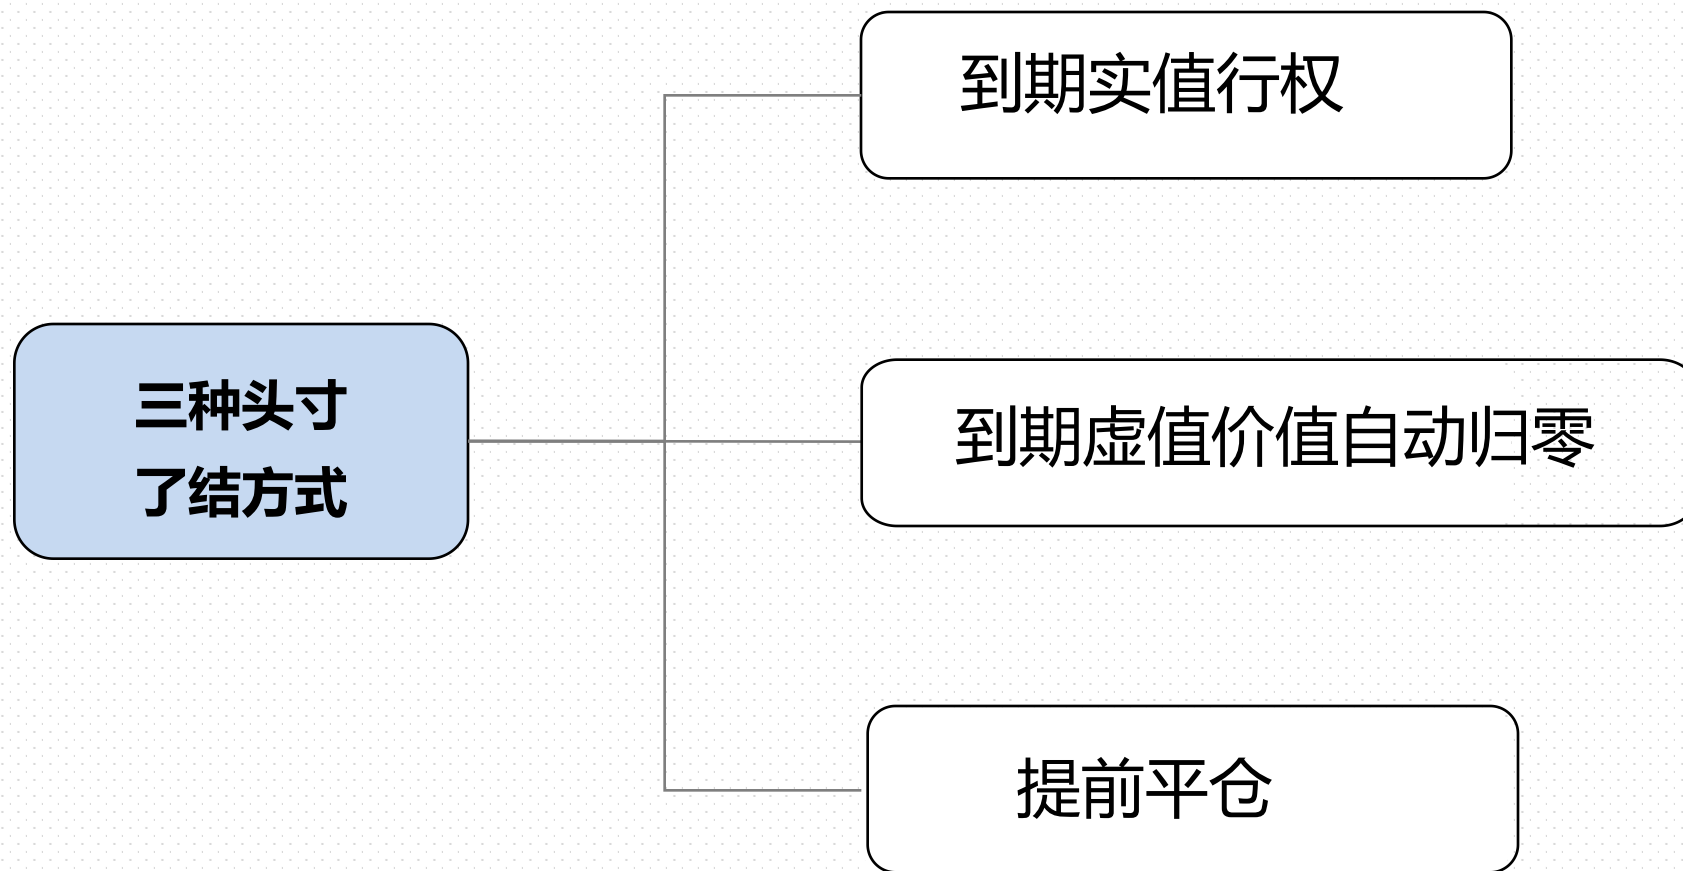 到期实值行权
三种头寸
了结方式
到期虚值价值自动归零
提前平仓